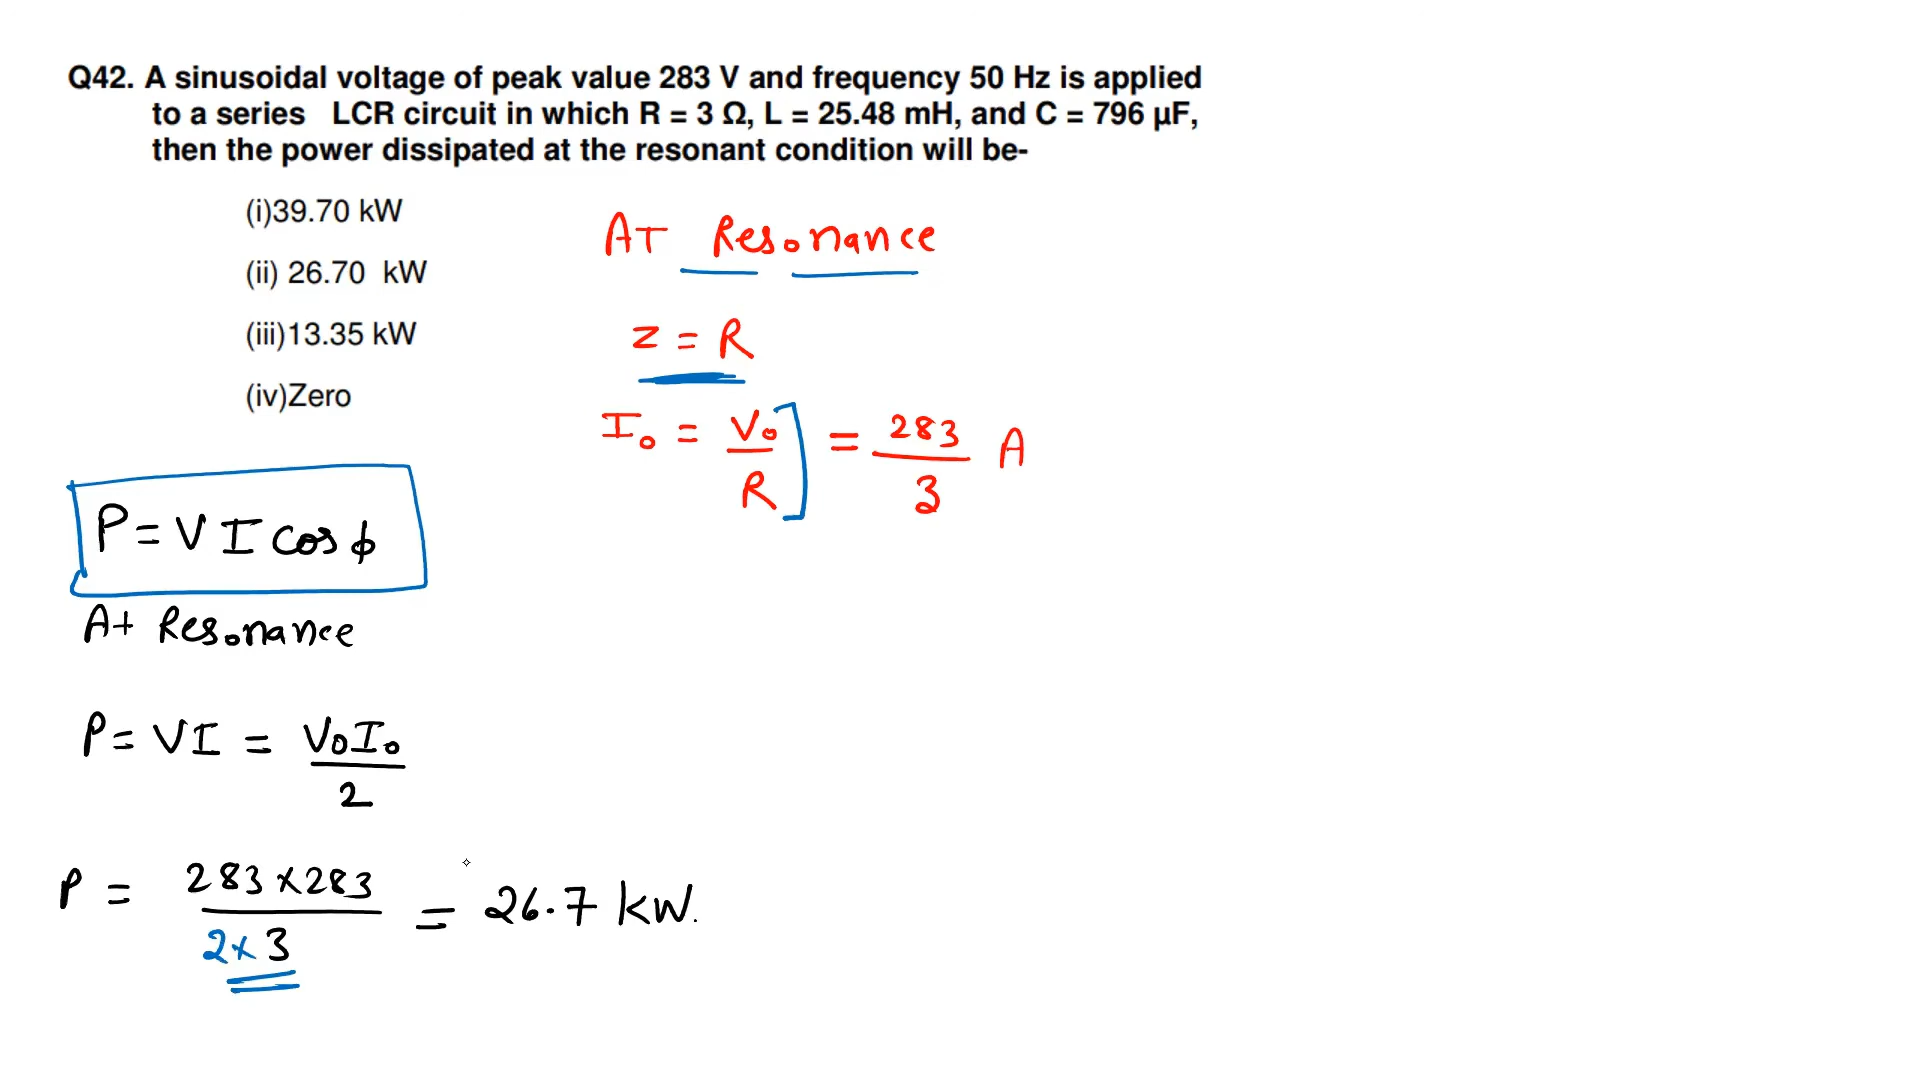 Q42. A sinusoidal voltage of peak value 283 V and frequency 50 Hz is applied
to a series LCR circuit in which R = 3 Ω, L = 25.48 mH, and C = 796 µF,
then the power dissipated at the resonant condition will be-
(i)39.70 kW
(ii) 26.70 kW
(iii)13.35 kW
(iv)Zero
AT Resonance
Z = R
I₀ = V₀/R ] = 283/3 A
P = V I cos ϕ
At Resonance
P = VI = V₀I₀/2
P = 283×283/2×3 = 26.7 kW.